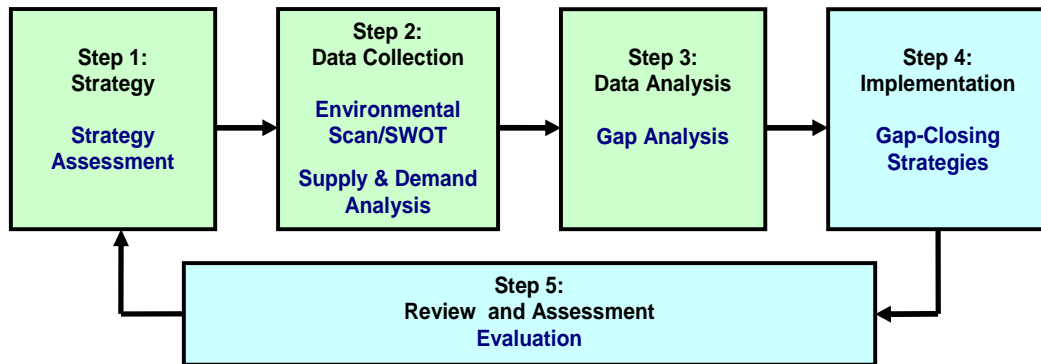 Step 1:
Strategy
Strategy
Assessment
Step 2:
Data Collection
Environmental
Scan/SWOT
Supply & Demand
Analysis
Step 3:
Data Analysis
Gap Analysis
Step 4:
Implementation
Gap-Closing
Strategies
Step 5:
Review and Assessment
Evaluation